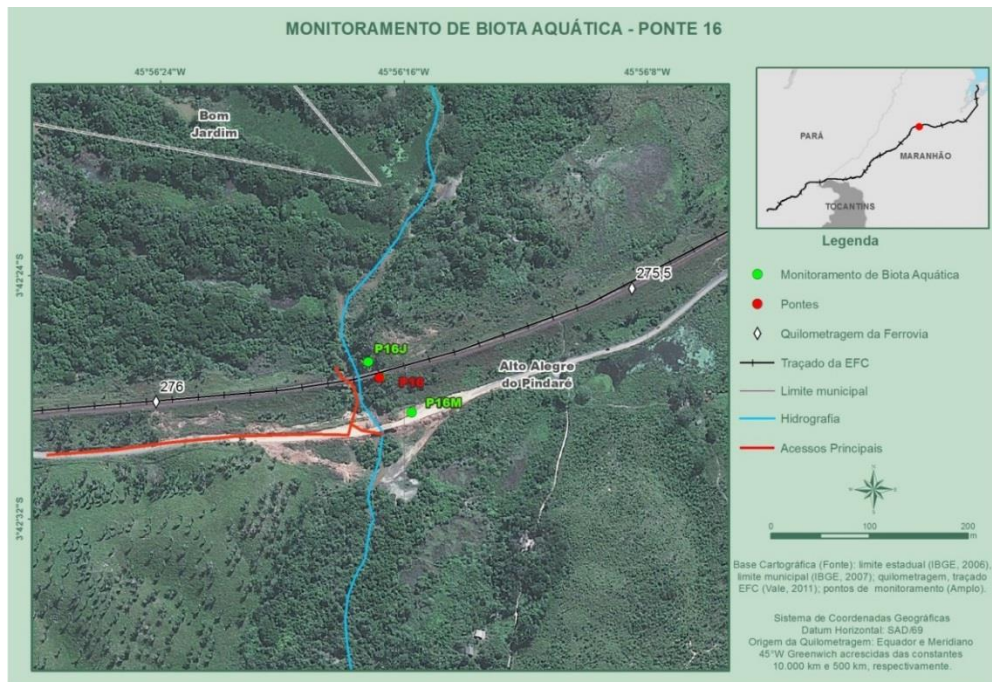 MONITORAMENTO DE BIOTA AQUÁTICA - PONTE 16
45°56'24"W
45°56'16"W
45°56'8"W
3°42'24"S
3°42'32"S
Bom
Jardim
275,5
276
P16J
P16M
Alto Alegre
do Pindaré
PARÁ
MARANHÃO
TOCANTINS
Legenda
Monitoramento de Biota Aquática
Pontes
Quilometragem da Ferrovia
Traçado da EFC
Limite municipal
Hidrografia
Acessos Principais
N
W
E
S
0
100
200
m
Base Cartográfica (Fonte): limite estadual (IBGE, 2006),
limite municipal (IBGE, 2007); quilometragem, traçado
EFC (Vale, 2011); pontos de monitoramento (Amplo).
Sistema de Coordenadas Geográficas
Datum Horizontal: SAD/69
Origem da Quilometragem: Equador e Meridiano
45°W Greenwich acrescidas das constantes
10.000 km e 500 km, respectivamente.